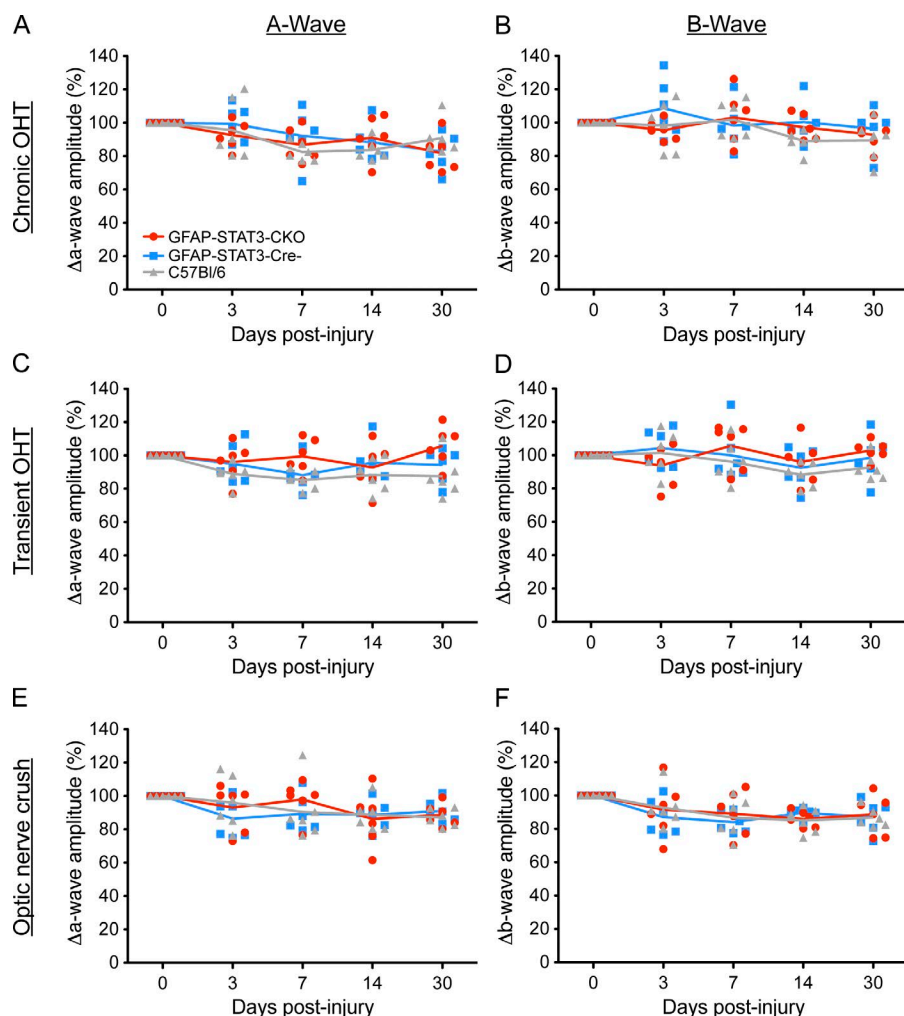 A-Wave
B-Wave
Chronic OHT
A
Δa-wave amplitude (%)
140
120
100
80
60
40
20
0
GFAP-STAT3-CKO
GFAP-STAT3-Cre-
C57Bl/6
0 3 7 14 30
Days post-injury
B
Δb-wave amplitude (%)
140
120
100
80
60
40
20
0
0 3 7 14 30
Days post-injury
Transient OHT
C
Δa-wave amplitude (%)
140
120
100
80
60
40
20
0
0 3 7 14 30
Days post-injury
D
Δb-wave amplitude (%)
140
120
100
80
60
40
20
0
0 3 7 14 30
Days post-injury
Optic nerve crush
E
Δa-wave amplitude (%)
140
120
100
80
60
40
20
0
0 3 7 14 30
Days post-injury
F
Δb-wave amplitude (%)
140
120
100
80
60
40
20
0
0 3 7 14 30
Days post-injury